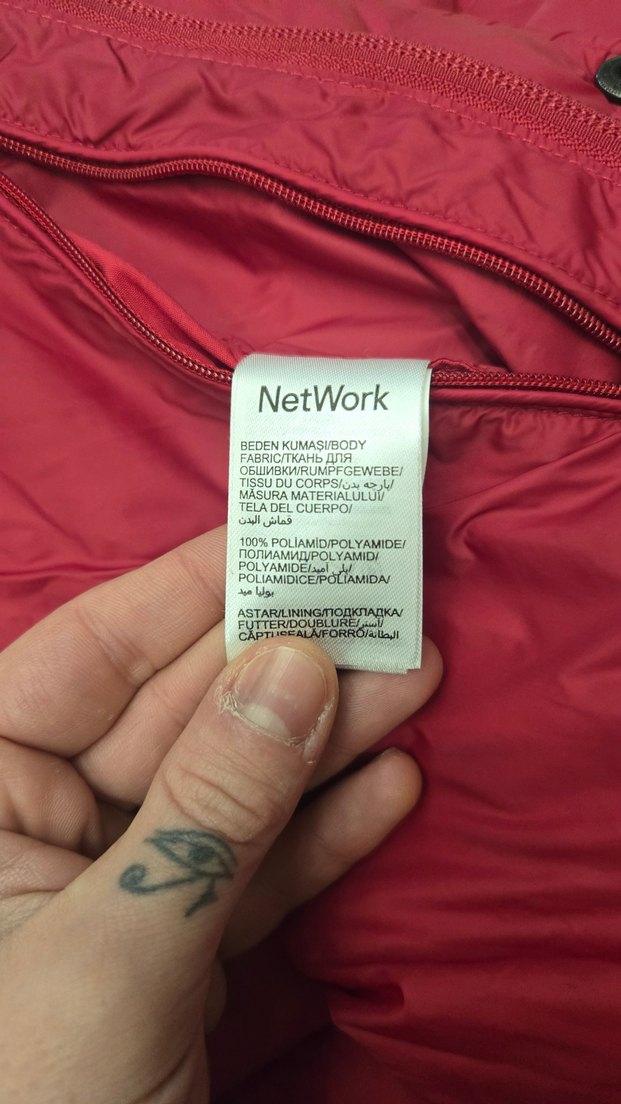 NetWork
BEDEN KUMAŞI/BODY
FABRIC/ТКАНЬ ДЛЯ
ОБШИВКИ/RUMPFGEWEBE/
TISSU DU CORPS/پارچه بدن/
MĂSURA MATERIALULUI/
TELA DEL CUERPO/
قماش البدن
100% POLİAMİD/POLYAMIDE/
ПОЛИАМИД/POLYAMID/
POLYAMIDE/پلی آمید/
POLIAMIDICE/POLİAMIDA/
بوليا ميد
ASTAR/LINING/ПОДКЛАДКА/
FUTTER/DOUBLURE/آستر/
CĂPTUSEALĂ/FORRO/البطانة